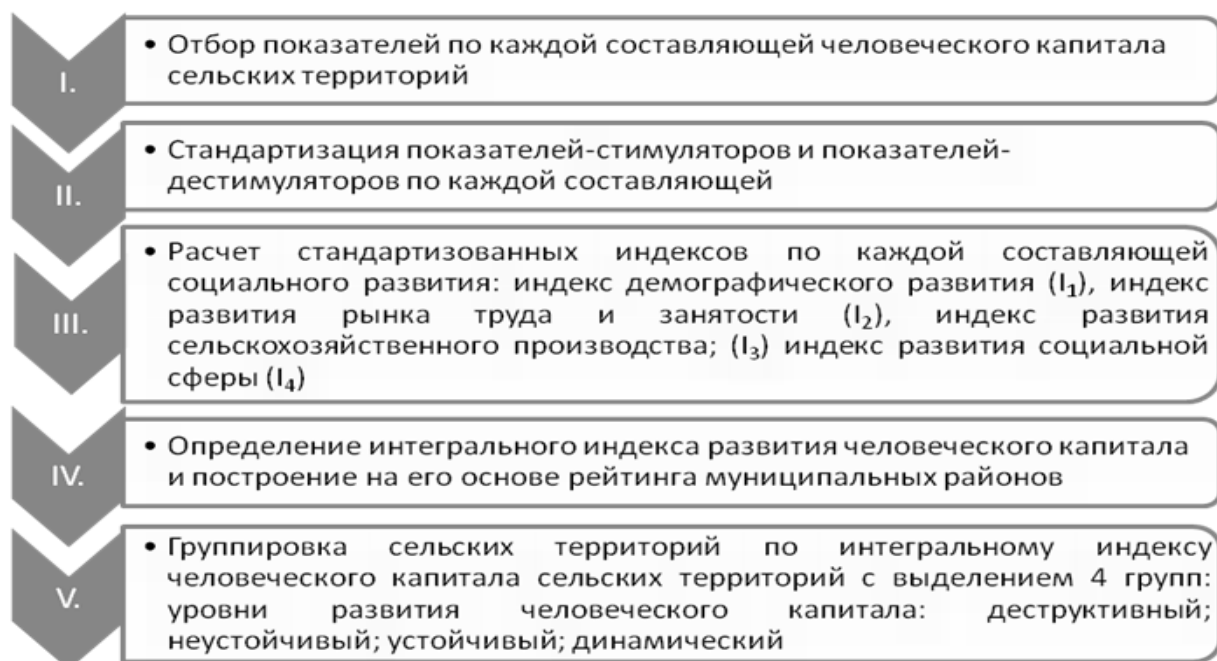 I.
• Отбор показателей по каждой составляющей человеческого капитала
сельских территорий
II.
• Стандартизация показателей-стимуляторов и показателей-
дестимуляторов по каждой составляющей
III.
• Расчет стандартизованных индексов по каждой составляющей
социального развития: индекс демографического развития (I₁), индекс
развития рынка труда и занятости (I₂), индекс развития
сельскохозяйственного производства; (I₃) индекс развития социальной
сферы (I₄)
IV.
• Определение интегрального индекса развития человеческого капитала
и построение на его основе рейтинга муниципальных районов
V.
• Группировка сельских территорий по интегральному индексу
человеческого капитала сельских территорий с выделением 4 групп:
уровни развития человеческого капитала: деструктивный;
неустойчивый; устойчивый; динамический